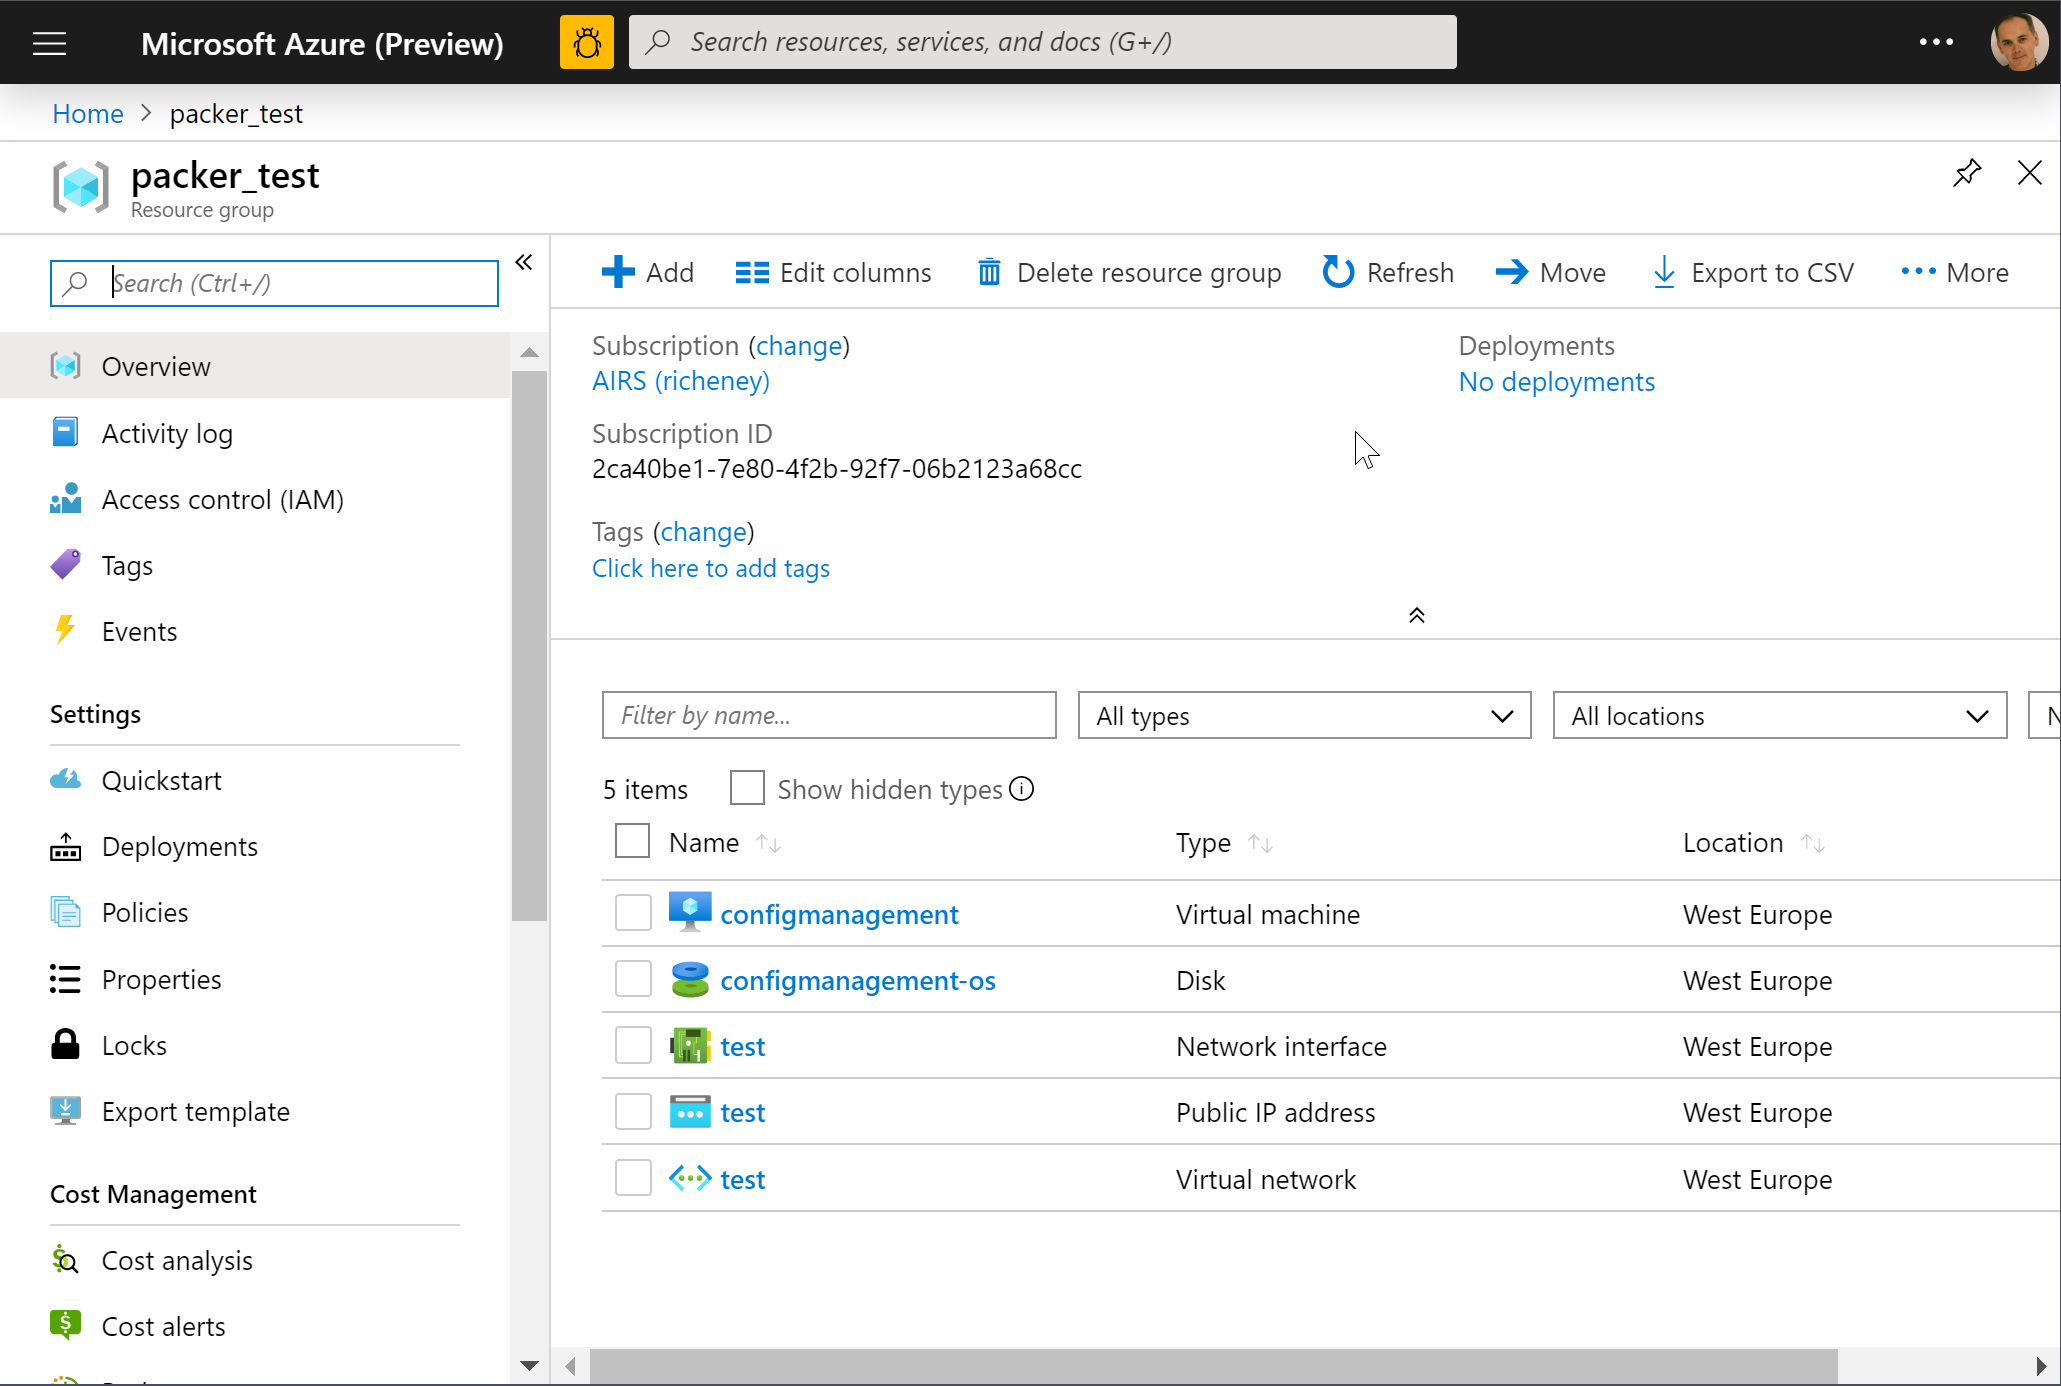 Microsoft Azure (Preview)
Search resources, services, and docs (G+/)
Home > packer_test
packer_test
Resource group
Search (Ctrl+/)
Overview
Activity log
Access control (IAM)
Tags
Events
Settings
Quickstart
Deployments
Policies
Properties
Locks
Export template
Cost Management
Cost analysis
Cost alerts
Add Edit columns Delete resource group Refresh Move Export to CSV More
Subscription (change)
AIRS (richeney)
Deployments
No deployments
Subscription ID
2ca40be1-7e80-4f2b-92f7-06b2123a68cc
Tags (change)
Click here to add tags
Filter by name... All types All locations
5 items Show hidden types
Name Type Location
configmanagement Virtual machine West Europe
configmanagement-os Disk West Europe
test Network interface West Europe
test Public IP address West Europe
test Virtual network West Europe